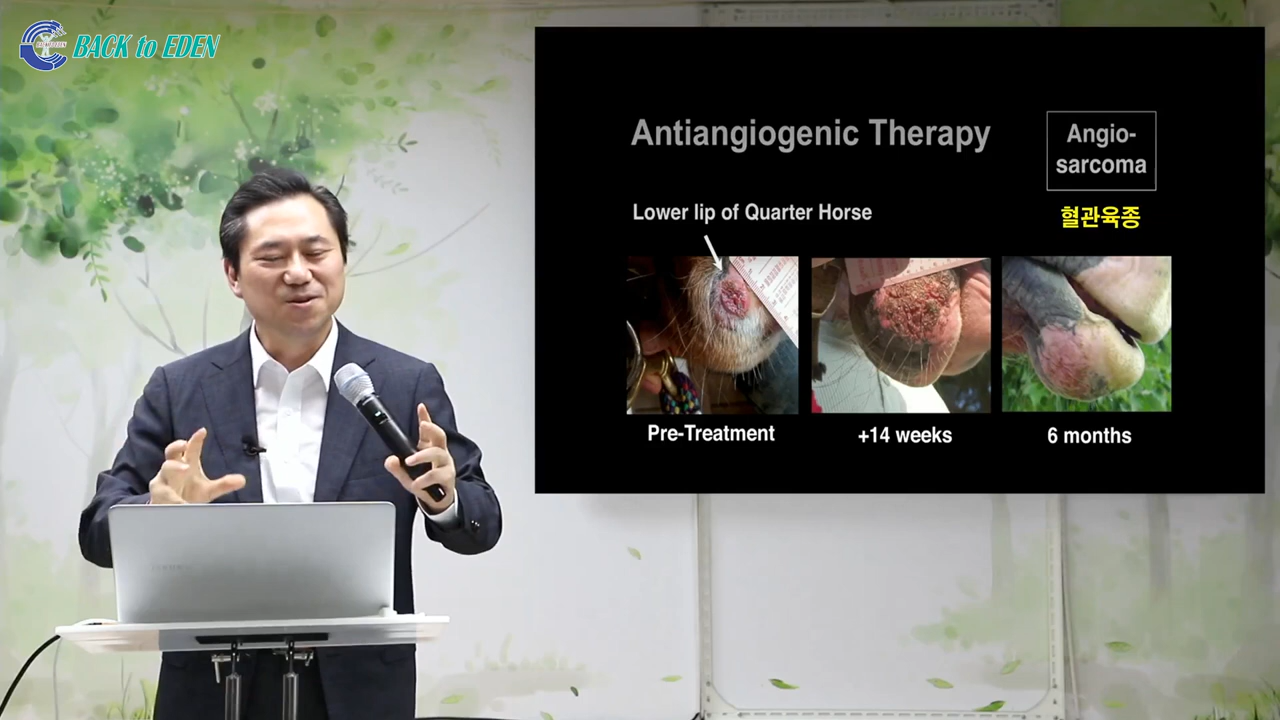 BACK to EDEN
Antiangiogenic Therapy
Angio-
sarcoma
혈관육종
Lower lip of Quarter Horse
Pre-Treatment
+14 weeks
6 months